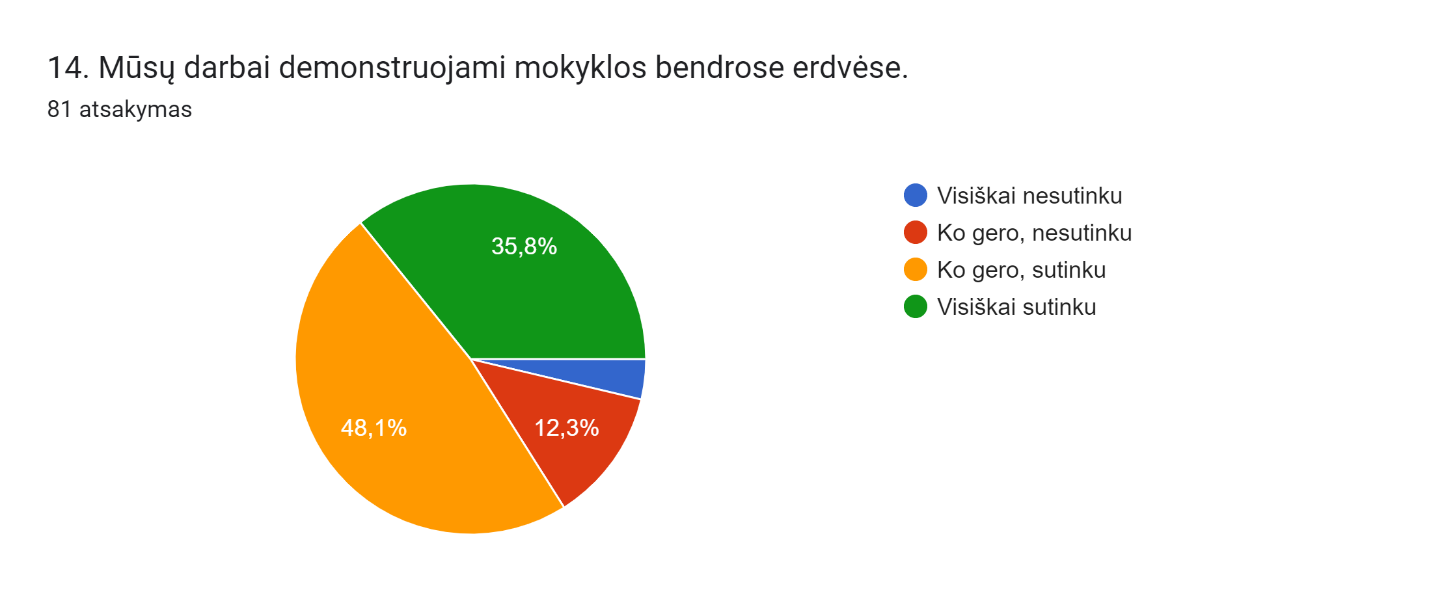 14. Mūsų darbai demonstruojami mokyklos bendrose erdvėse.
81 atsakymas
35,8%
48,1%
12,3%
Visiškai nesutinku
Ko gero, nesutinku
Ko gero, sutinku
Visiškai sutinku